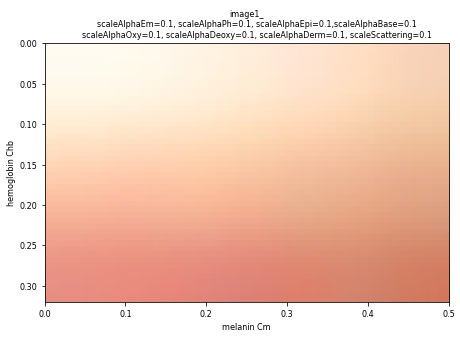 image1_
scaleAlphaEm=0.1, scaleAlphaPh=0.1, scaleAlphaEpi=0.1,scaleAlphaBase=0.1
scaleAlphaOxy=0.1, scaleAlphaDeoxy=0.1, scaleAlphaDerm=0.1, scaleScattering=0.1
0.00
0.05
0.10
0.15
0.20
0.25
0.30
hemoglobin Chb
0.0 0.1 0.2 0.3 0.4 0.5
melanin Cm